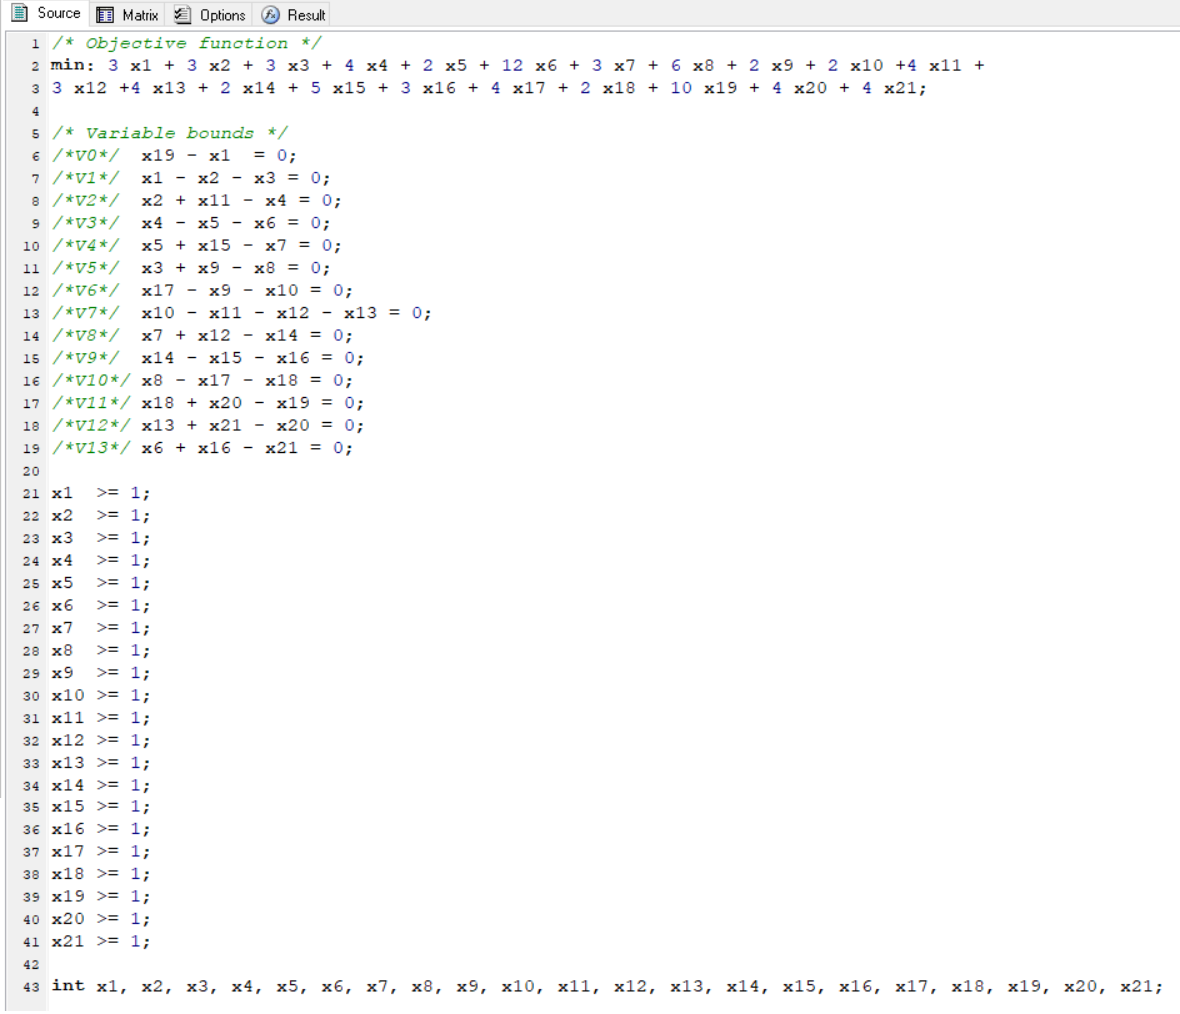 Source Matrix Options Result
1 /* Objective function */
2 min: 3 x1 + 3 x2 + 3 x3 + 4 x4 + 2 x5 + 12 x6 + 3 x7 + 6 x8 + 2 x9 + 2 x10 +4 x11 +
3 3 x12 +4 x13 + 2 x14 + 5 x15 + 3 x16 + 4 x17 + 2 x18 + 10 x19 + 4 x20 + 4 x21;
4
5 /* Variable bounds */
6 /*V0*/ x19 - x1 = 0;
7 /*V1*/ x1 - x2 - x3 = 0;
8 /*V2*/ x2 + x11 - x4 = 0;
9 /*V3*/ x4 - x5 - x6 = 0;
10 /*V4*/ x5 + x15 - x7 = 0;
11 /*V5*/ x3 + x9 - x8 = 0;
12 /*V6*/ x17 - x9 - x10 = 0;
13 /*V7*/ x10 - x11 - x12 - x13 = 0;
14 /*V8*/ x7 + x12 - x14 = 0;
15 /*V9*/ x14 - x15 - x16 = 0;
16 /*V10*/ x8 - x17 - x18 = 0;
17 /*V11*/ x18 + x20 - x19 = 0;
18 /*V12*/ x13 + x21 - x20 = 0;
19 /*V13*/ x6 + x16 - x21 = 0;
20
21 x1 >= 1;
22 x2 >= 1;
23 x3 >= 1;
24 x4 >= 1;
25 x5 >= 1;
26 x6 >= 1;
27 x7 >= 1;
28 x8 >= 1;
29 x9 >= 1;
30 x10 >= 1;
31 x11 >= 1;
32 x12 >= 1;
33 x13 >= 1;
34 x14 >= 1;
35 x15 >= 1;
36 x16 >= 1;
37 x17 >= 1;
38 x18 >= 1;
39 x19 >= 1;
40 x20 >= 1;
41 x21 >= 1;
42
43 int x1, x2, x3, x4, x5, x6, x7, x8, x9, x10, x11, x12, x13, x14, x15, x16, x17, x18, x19, x20, x21;